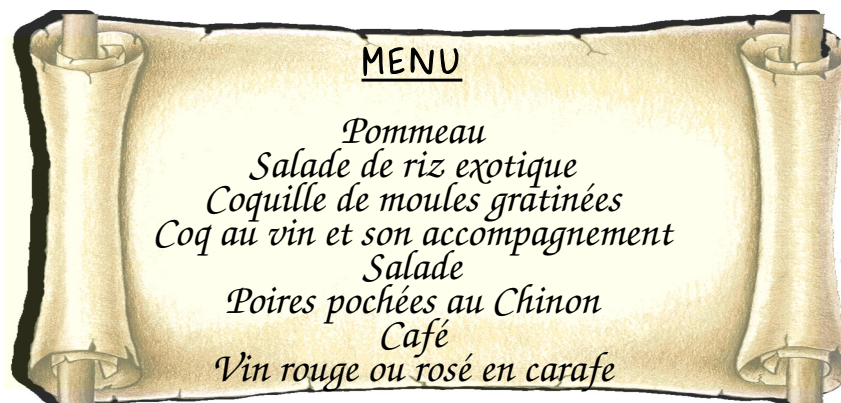 MENU
Pommeau
Salade de riz exotique
Coquille de moules gratinées
Coq au vin et son accompagnement
Salade
Poires pochées au Chinon
Café
Vin rouge ou rosé en carafe